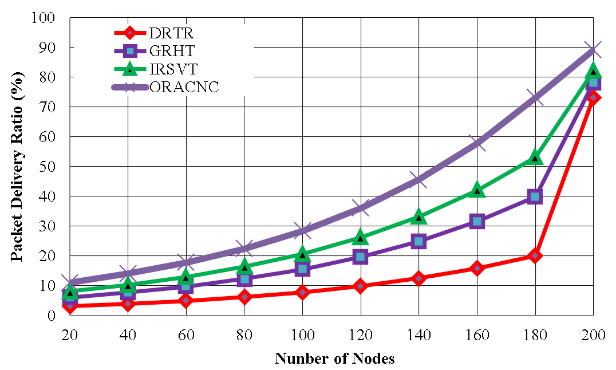 100
90
80
70
60
50
40
30
20
10
0
Packet Delivery Ratio (%)
DRTR
GRHT
IRSVT
ORACNC
20 40 60 80 100 120 140 160 180 200
Nunber of Nodes